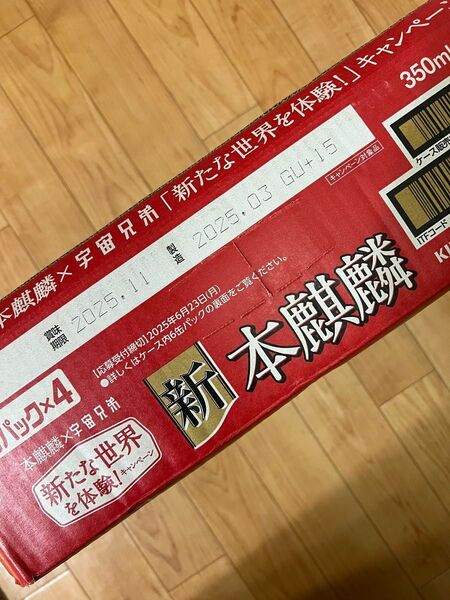 本麒麟×宇宙兄弟「新たな世界を体験!」キャンペーン
賞味期限 2025.11 製造 2025.03 GU+15
キャンペーン対象品
350ml
ケース販売
ITFコード
【応募受付締切】2025年6月23日(月)
●詳しくはケース内6缶パックの裏面をご覧ください。
パック×4
新 本麒麟
本麒麟×宇宙兄弟
新たな世界
を体験!キャンペーン